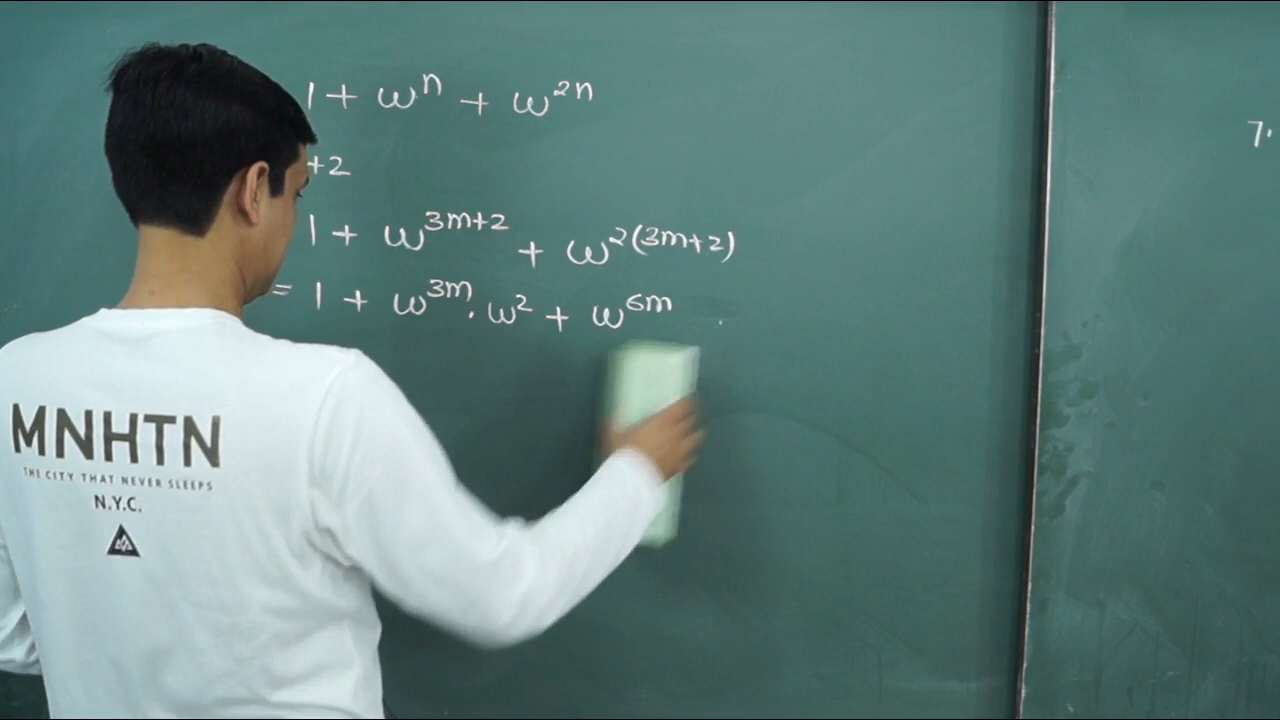 1 + ω^n + ω^{2n}
+2
1 + ω^{3m+2} + ω^{2(3m+2)}
= 1 + ω^{3m} . ω^2 + ω^{6m}
7.
MNHTN
THE CITY THAT NEVER SLEEPS
N.Y.C.